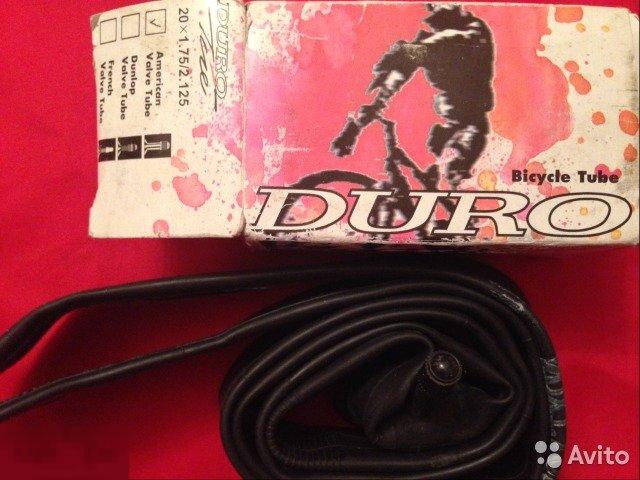 DURO
Tire
20×1.75/2.125
American
Valve Tube
Dunlop
Valve Tube
French
Valve Tube
Bicycle Tube
DURO
Avito